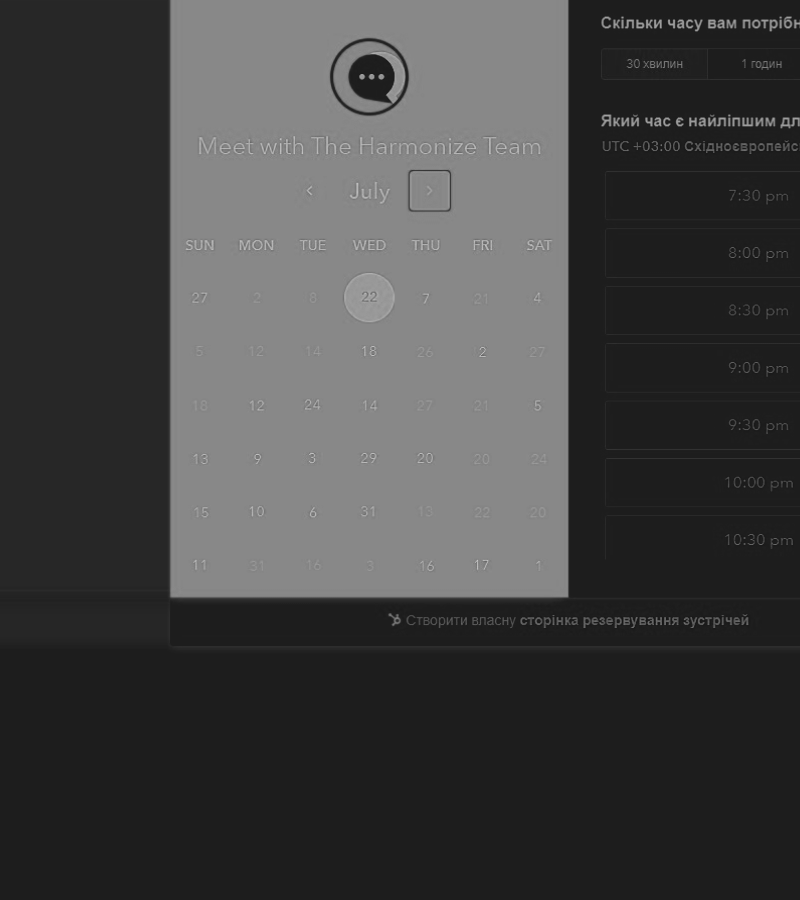 Meet with The Harmonize Team
July
SUN MON TUE WED THU FRI SAT
27 2 8 22 7 21 4
5 12 14 18 26 2 27
18 12 24 14 27 21 5
13 9 3 29 20 20 24
15 10 6 31 13 22 20
11 31 16 3 16 17 1
Скільки часу вам потрібн
30 хвилин 1 годин
Який час є найліпшим дл
UTC +03:00 Східноєвропейс
7:30 pm
8:00 pm
8:30 pm
9:00 pm
9:30 pm
10:00 pm
10:30 pm
Створити власну сторінка резервування зустрічей